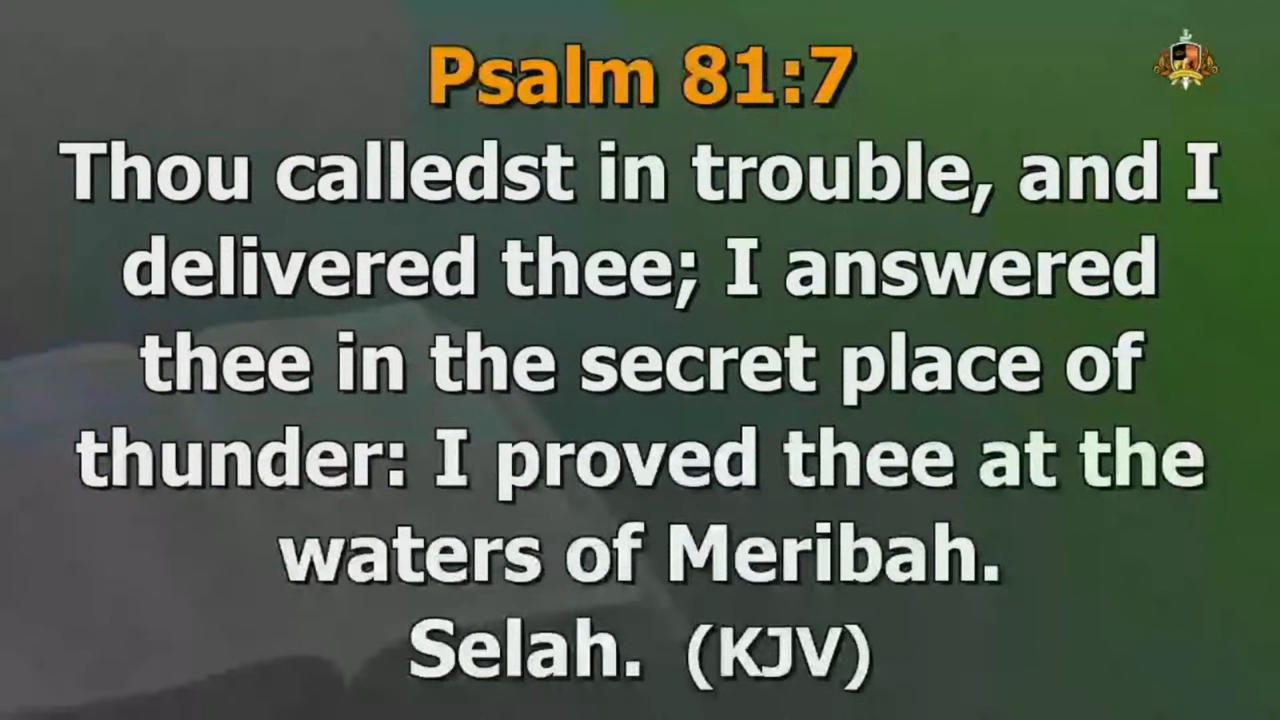 Psalm 81:7
Thou calledst in trouble, and I
delivered thee; I answered
thee in the secret place of
thunder: I proved thee at the
waters of Meribah.
Selah. (KJV)